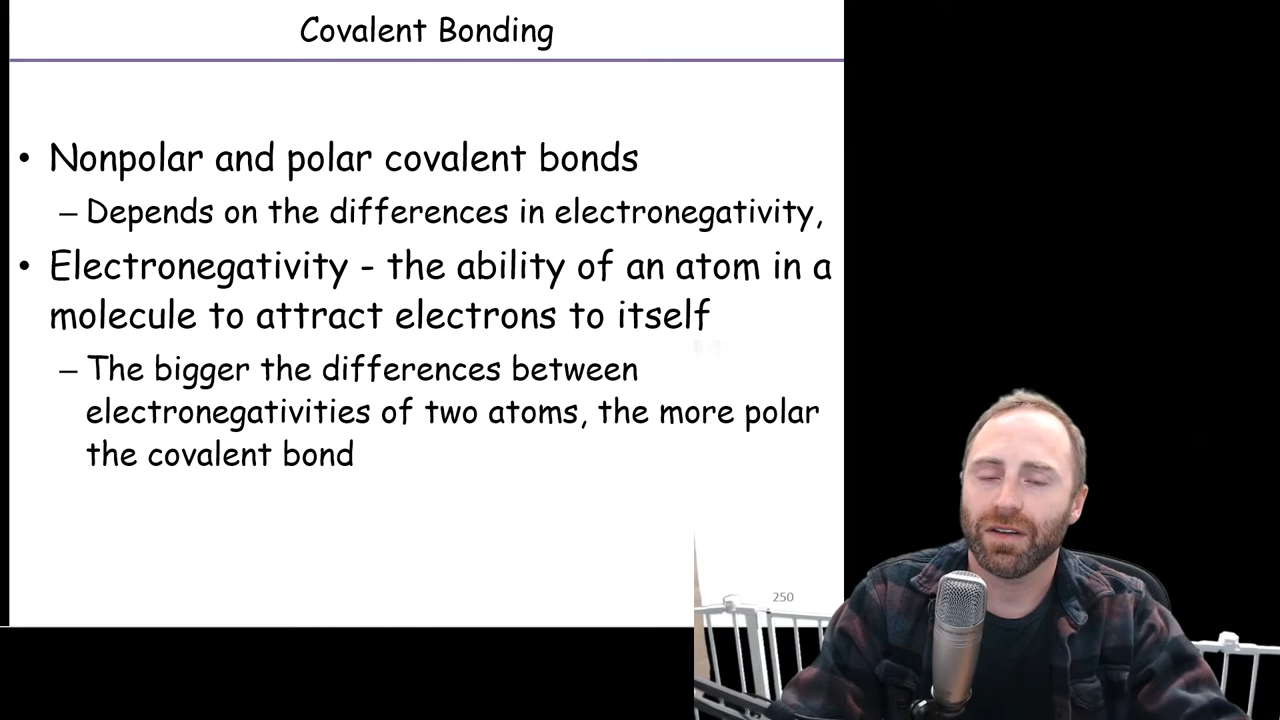 Covalent Bonding
• Nonpolar and polar covalent bonds
– Depends on the differences in electronegativity,
• Electronegativity - the ability of an atom in a
molecule to attract electrons to itself
– The bigger the differences between
electronegativities of two atoms, the more polar
the covalent bond
250